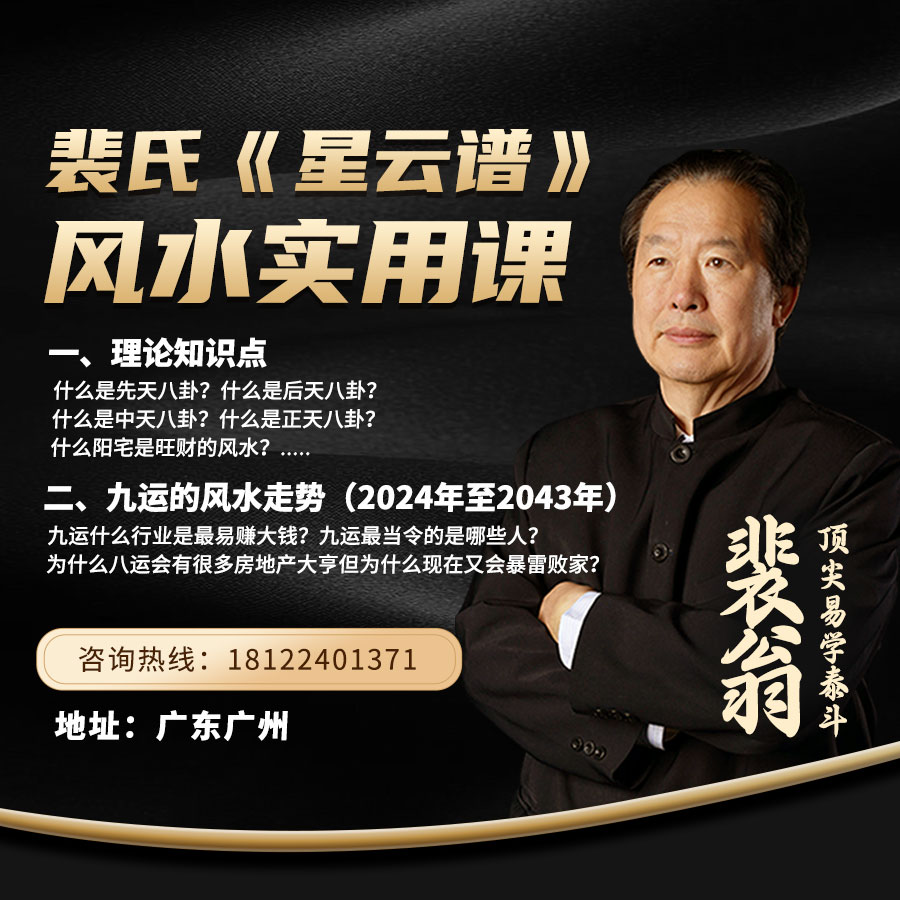 裴氏《星云谱》
风水实用课
一、理论知识点
什么是先天八卦？什么是后天八卦？
什么是中天八卦？什么是正天八卦？
什么阳宅是旺财的风水？.....
二、九运的风水走势（2024年至2043年）
九运什么行业是最易赚大钱？九运最当令的是哪些人？
为什么八运会有很多房地产大亨但为什么现在又会暴雷败家？
咨询热线：18122401371
地址：广东广州
顶尖易学泰斗
裴翁